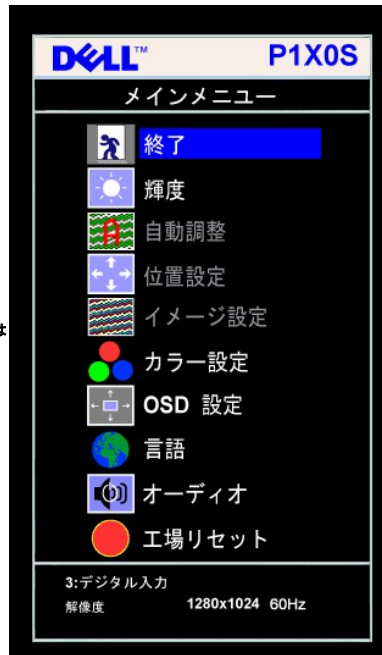 DELL™ P1X0S
メインメニュー
終了
輝度
自動調整
位置設定
イメージ設定
は
カラー設定
OSD 設定
言語
オーディオ
工場リセット
3:デジタル入力
解像度 1280x1024 60Hz